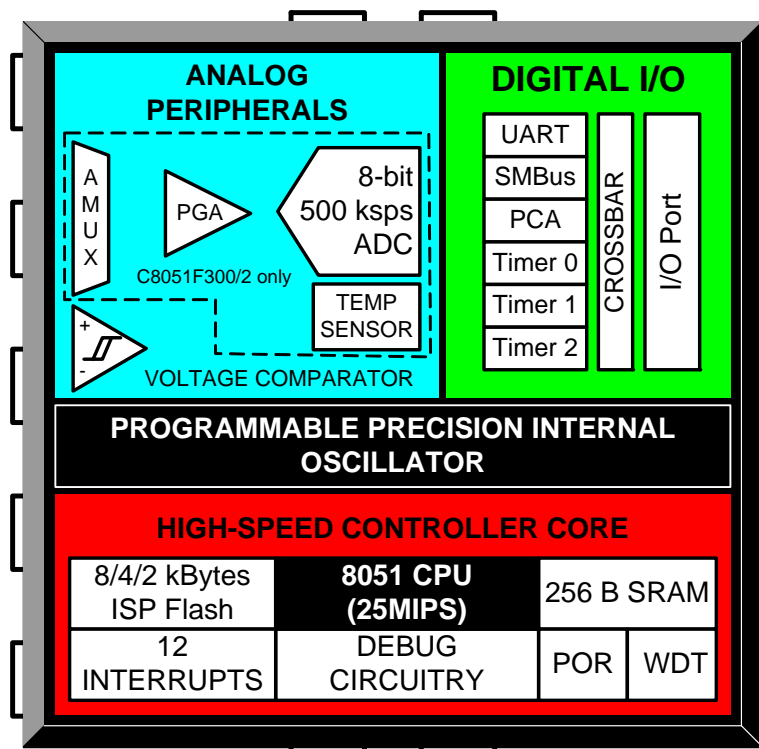 ANALOG
PERIPHERALS
A
M
U
X
PGA
8-bit
500 ksps
ADC
C8051F300/2 only
TEMP
SENSOR
+
-
VOLTAGE COMPARATOR
DIGITAL I/O
UART
SMBus
PCA
Timer 0
Timer 1
Timer 2
CROSSBAR
I/O Port
PROGRAMMABLE PRECISION INTERNAL
OSCILLATOR
HIGH-SPEED CONTROLLER CORE
8/4/2 kBytes
ISP Flash
8051 CPU
(25MIPS)
256 B SRAM
12
INTERRUPTS
DEBUG
CIRCUITRY
POR
WDT